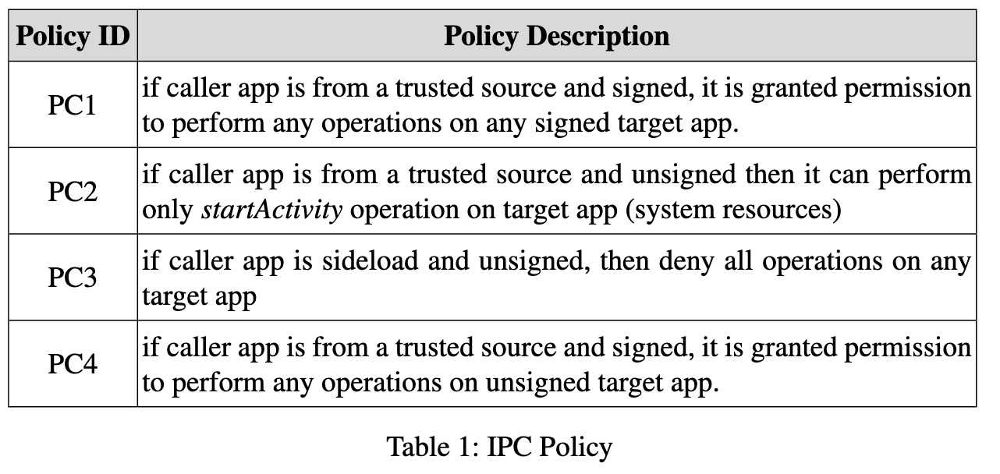 Policy ID Policy Description
PC1 if caller app is from a trusted source and signed, it is granted permission
to perform any operations on any signed target app.
PC2 if caller app is from a trusted source and unsigned then it can perform
only startActivity operation on target app (system resources)
PC3 if caller app is sideload and unsigned, then deny all operations on any
target app
PC4 if caller app is from a trusted source and signed, it is granted permission
to perform any operations on unsigned target app.
Table 1: IPC Policy